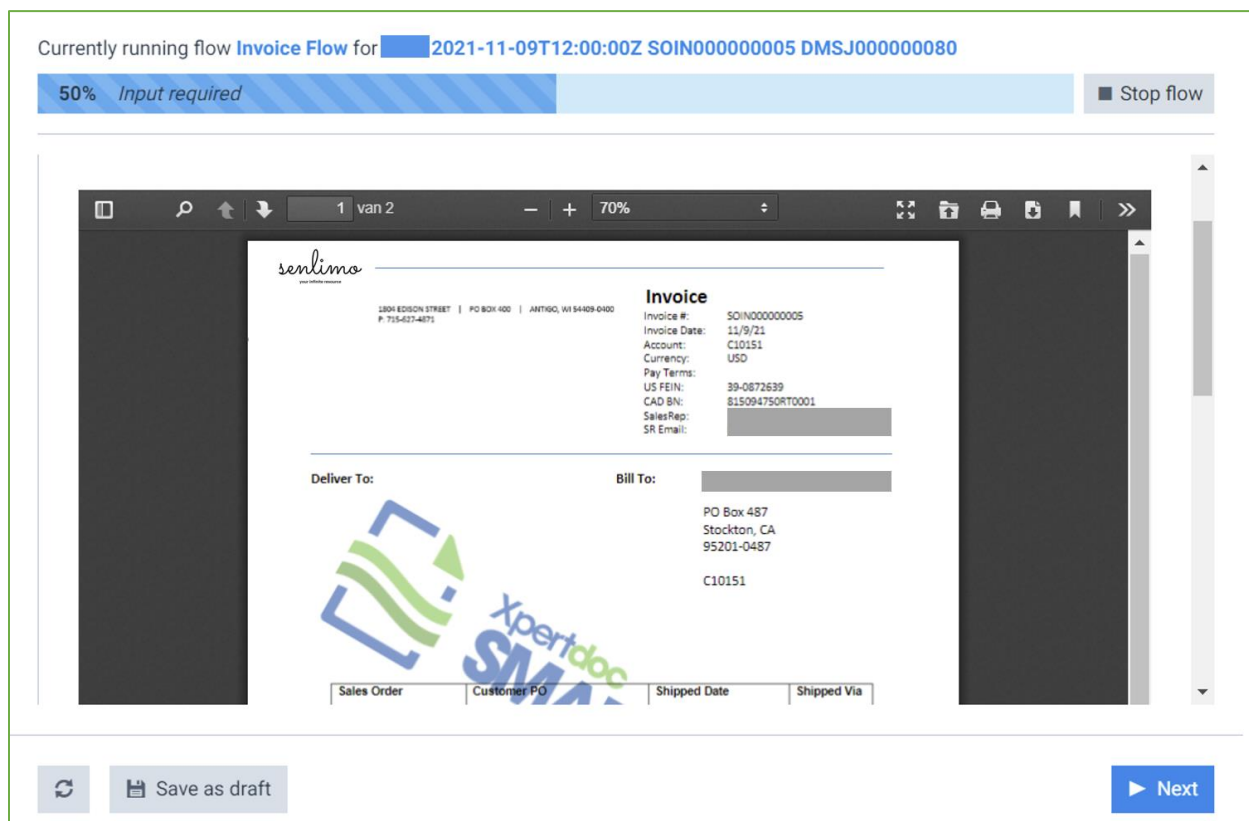 Currently running flow Invoice Flow for 2021-11-09T12:00:00Z SOIN000000005 DMSJ000000080
50% Input required
Stop flow
1 van 2
70%
senlimo
your infinite resource
1804 EDISON STREET | PO BOX 400 | ANTIGO, WI 54409-0400
P: 715-627-4871
Invoice
Invoice #: SOIN000000005
Invoice Date: 11/9/21
Account: C10151
Currency: USD
Pay Terms:
US FEIN: 39-0872639
CAD BN: 815094750RT0001
SalesRep:
SR Email:
Deliver To:
Bill To:
PO Box 487
Stockton, CA
95201-0487
C10151
Xpertdoc
SMA
Sales Order Customer PO Shipped Date Shipped Via
Save as draft
Next